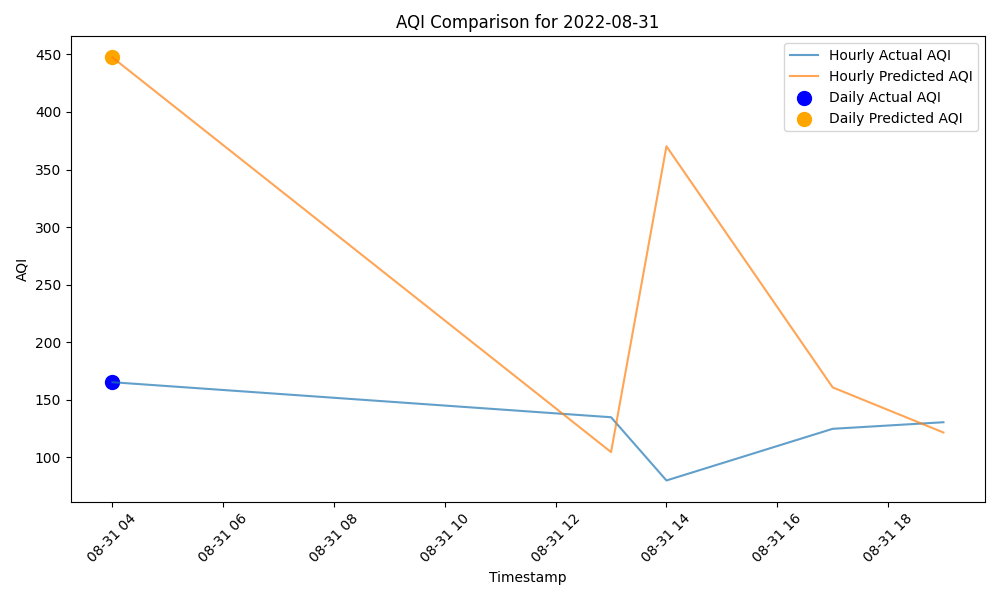 AQI Comparison for 2022-08-31
Hourly Actual AQI
Hourly Predicted AQI
Daily Actual AQI
Daily Predicted AQI
AQI
450
400
350
300
250
200
150
100
08-31 04
08-31 06
08-31 08
08-31 10
08-31 12
08-31 14
08-31 16
08-31 18
Timestamp